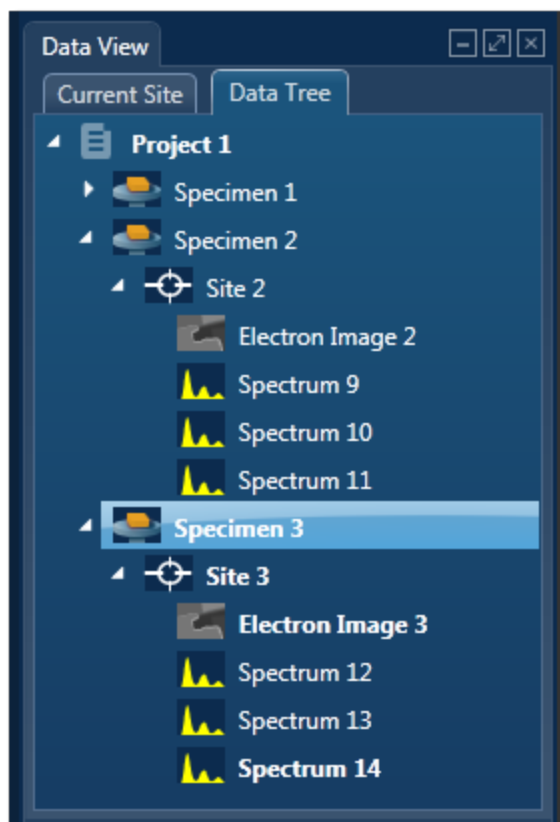 Data View
Current Site
Data Tree
Project 1
Specimen 1
Specimen 2
Site 2
Electron Image 2
Spectrum 9
Spectrum 10
Spectrum 11
Specimen 3
Site 3
Electron Image 3
Spectrum 12
Spectrum 13
Spectrum 14